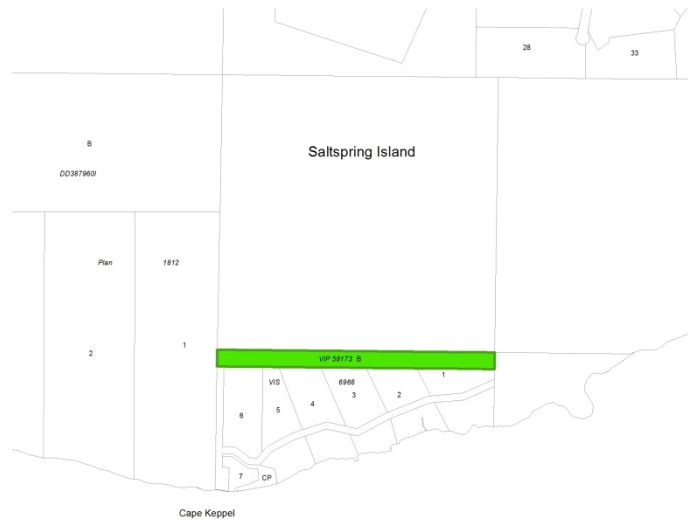 28
33
Saltspring Island
B
DD387960I
Plan 1812
2
1
VIP 58173 B
VIS 6966
1
2
3
4
5
6
7
CP
Cape Keppel